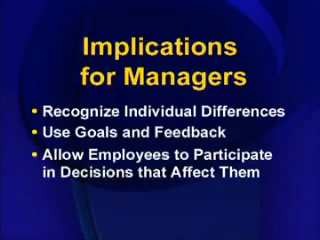 Implications
for Managers
• Recognize Individual Differences
• Use Goals and Feedback
• Allow Employees to Participate
in Decisions that Affect Them